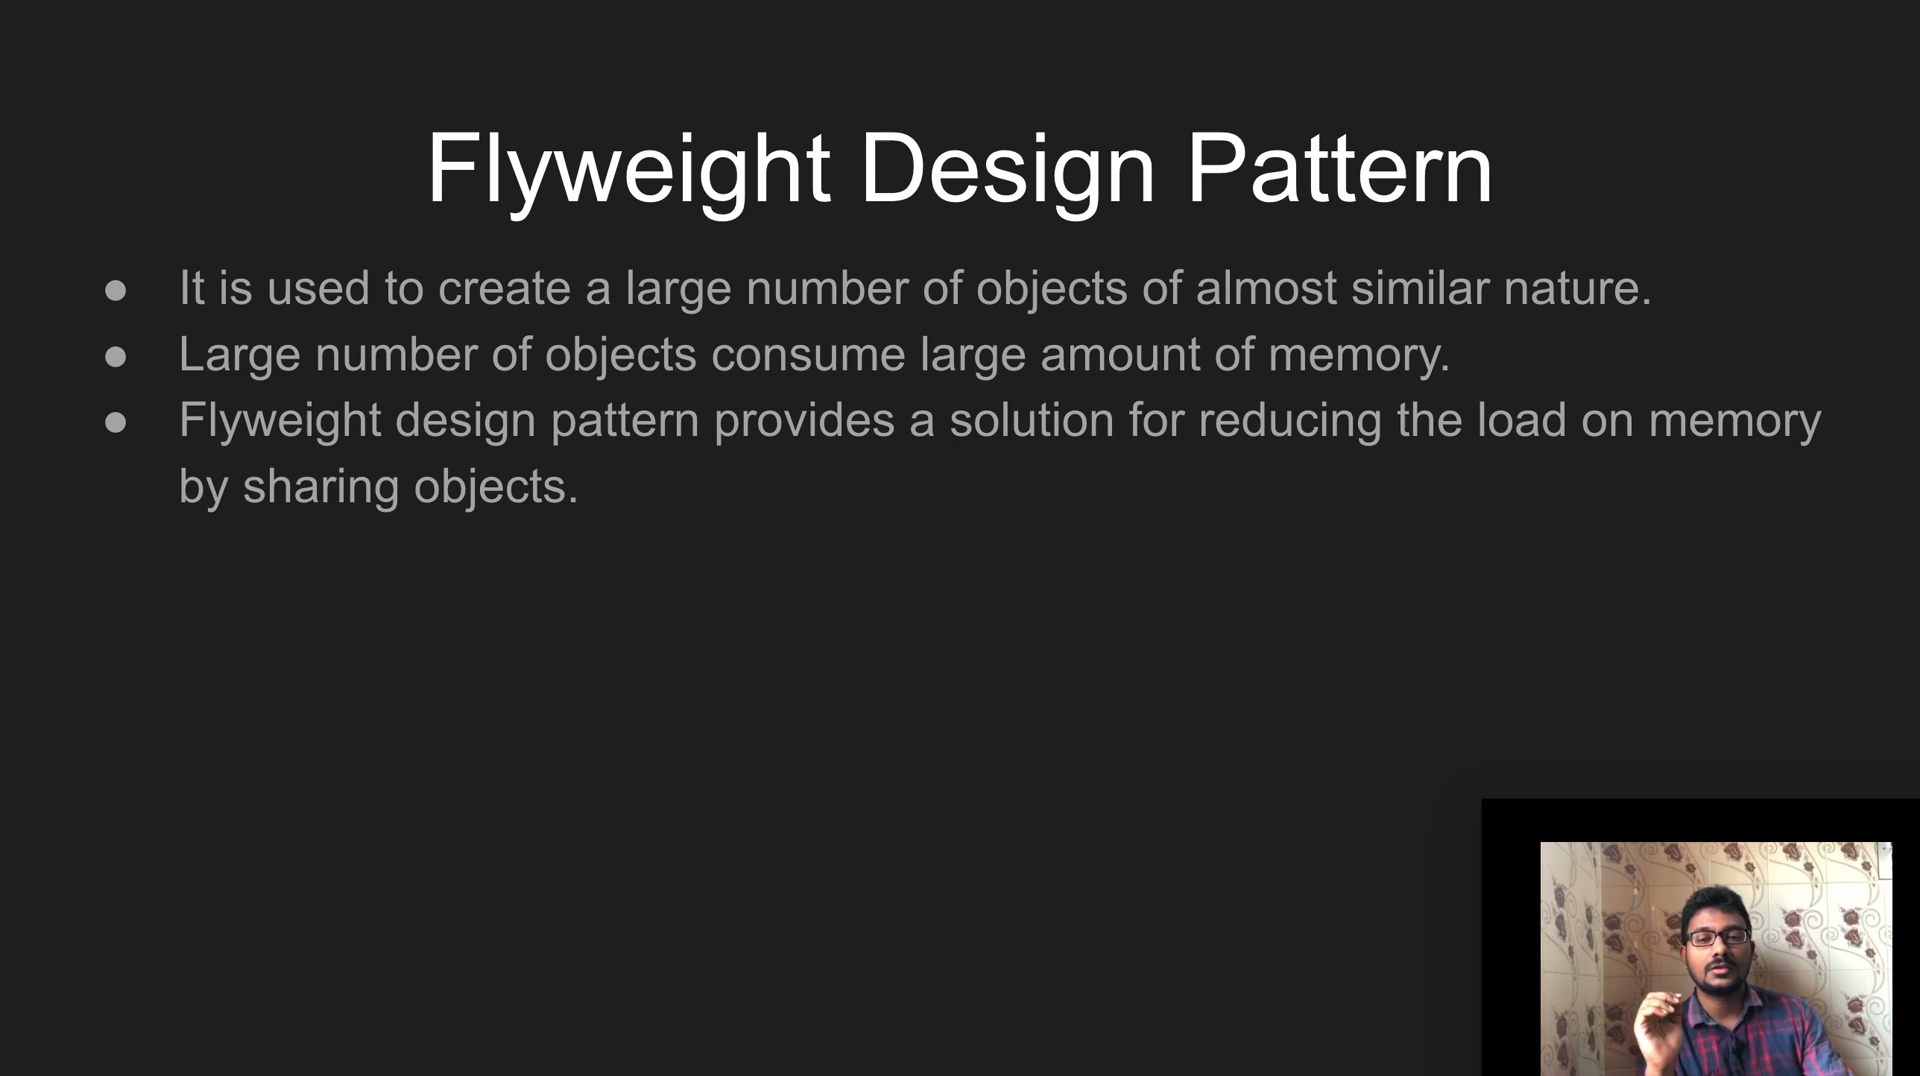 Flyweight Design Pattern
● It is used to create a large number of objects of almost similar nature.
● Large number of objects consume large amount of memory.
● Flyweight design pattern provides a solution for reducing the load on memory
by sharing objects.